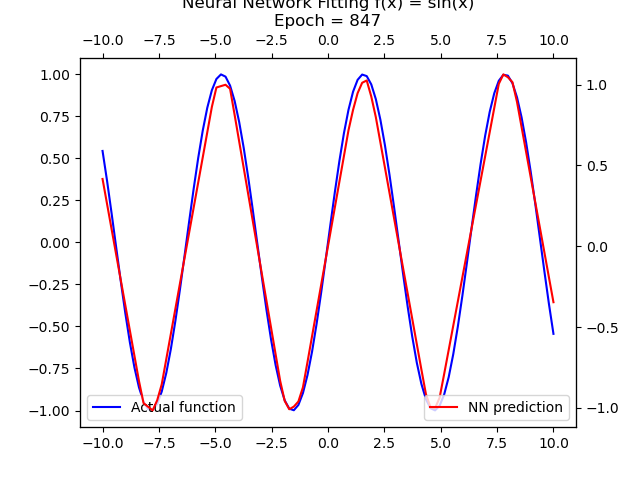 Neural Network Fitting f(x) = sin(x)
Epoch = 847
−10.0 −7.5 −5.0 −2.5 0.0 2.5 5.0 7.5 10.0
1.00
0.75
0.50
0.25
0.00
−0.25
−0.50
−0.75
−1.00
1.0
0.5
0.0
−0.5
−1.0
Actual function
NN prediction
−10.0 −7.5 −5.0 −2.5 0.0 2.5 5.0 7.5 10.0